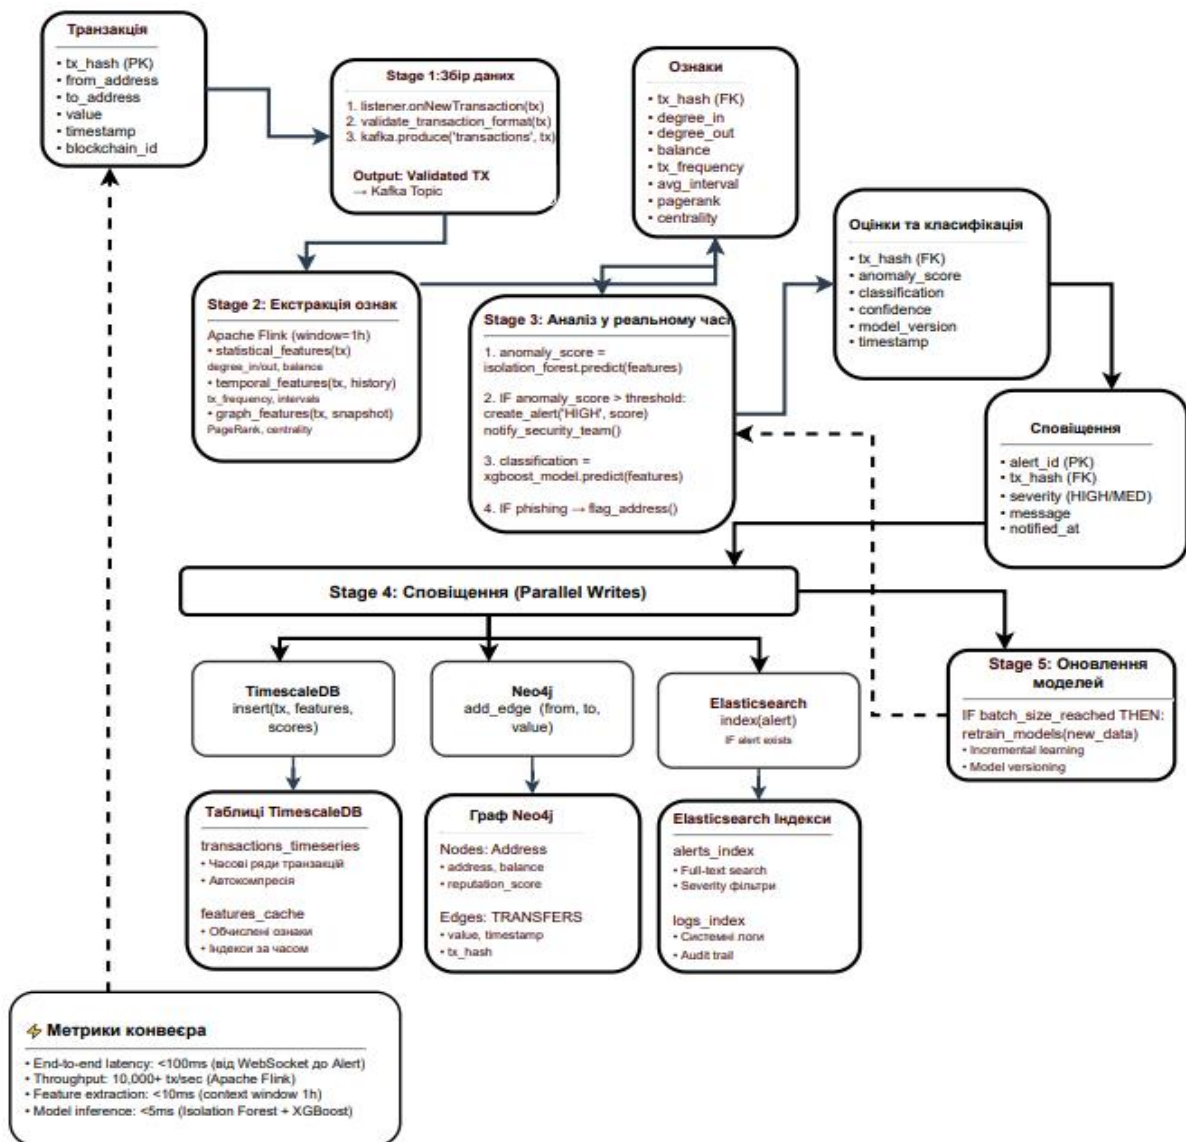 Транзакція
• tx_hash (PK)
• from_address
• to_address
• value
• timestamp
• blockchain_id
Stage 1:Збір даних
1. listener.onNewTransaction(tx)
2. validate_transaction_format(tx)
3. kafka.produce('transactions', tx)
Output: Validated TX
→ Kafka Topic
Ознаки
• tx_hash (FK)
• degree_in
• degree_out
• balance
• tx_frequency
• avg_interval
• pagerank
• centrality
Stage 2: Екстракція ознак
Apache Flink (window=1h)
• statistical_features(tx)
degree_in/out, balance
• temporal_features(tx, history)
tx_frequency, intervals
• graph_features(tx, snapshot)
PageRank, centrality
Stage 3: Аналіз у реальному часі
1. anomaly_score =
isolation_forest.predict(features)
2. IF anomaly_score > threshold:
create_alert('HIGH', score)
notify_security_team()
3. classification =
xgboost_model.predict(features)
4. IF phishing → flag_address()
Оцінки та класифікація
• tx_hash (FK)
• anomaly_score
• classification
• confidence
• model_version
• timestamp
Сповіщення
• alert_id (PK)
• tx_hash (FK)
• severity (HIGH/MED)
• message
• notified_at
Stage 4: Сповіщення (Parallel Writes)
TimescaleDB
insert(tx, features,
scores)
Neo4j
add_edge (from, to,
value)
Elasticsearch
index(alert)
IF alert exists
Stage 5: Оновлення
моделей
IF batch_size_reached THEN:
retrain_models(new_data)
• Incremental learning
• Model versioning
Таблиці TimescaleDB
transactions_timeseries
• Часові ряди транзакцій
• Автокомпресія
features_cache
• Обчислені ознаки
• Індекси за часом
Граф Neo4j
Nodes: Address
• address, balance
• reputation_score
Edges: TRANSFERS
• value, timestamp
• tx_hash
Elasticsearch Індекси
alerts_index
• Full-text search
• Severity фільтри
logs_index
• Системні логи
• Audit trail
⚡ Метрики конвеєра
• End-to-end latency: <100ms (від WebSocket до Alert)
• Throughput: 10,000+ tx/sec (Apache Flink)
• Feature extraction: <10ms (context window 1h)
• Model inference: <5ms (Isolation Forest + XGBoost)